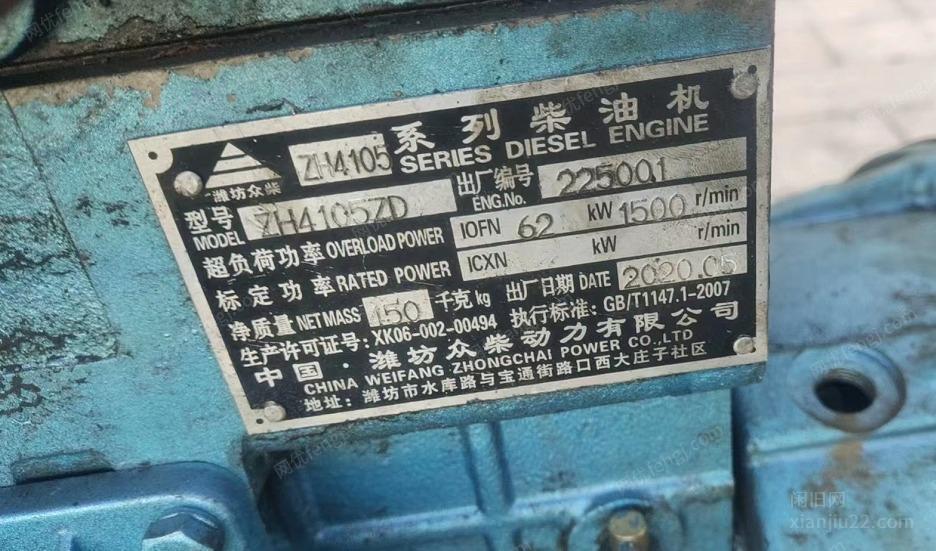 ZH4105 系列柴油机
SERIES DIESEL ENGINE
潍坊众柴
型号 ZH4105ZD 出厂编号 225001
MODEL ENG.No.
超负荷功率 OVERLOAD POWER IOFN 62 kW 1500 r/min
标定功率 RATED POWER ICXN kW r/min
净质量 NET MASS 150 千克 kg 出厂日期 DATE 2020.05
生产许可证号：XK06-002-00494 执行标准：GB/T1147.1-2007
中国·潍坊众柴动力有限公司
CHINA WEIFANG ZHONGCHAI POWER CO.,LTD
地址：潍坊市水库路与宝通街路口西大庄子社区
闲旧网
xianjiu22.com